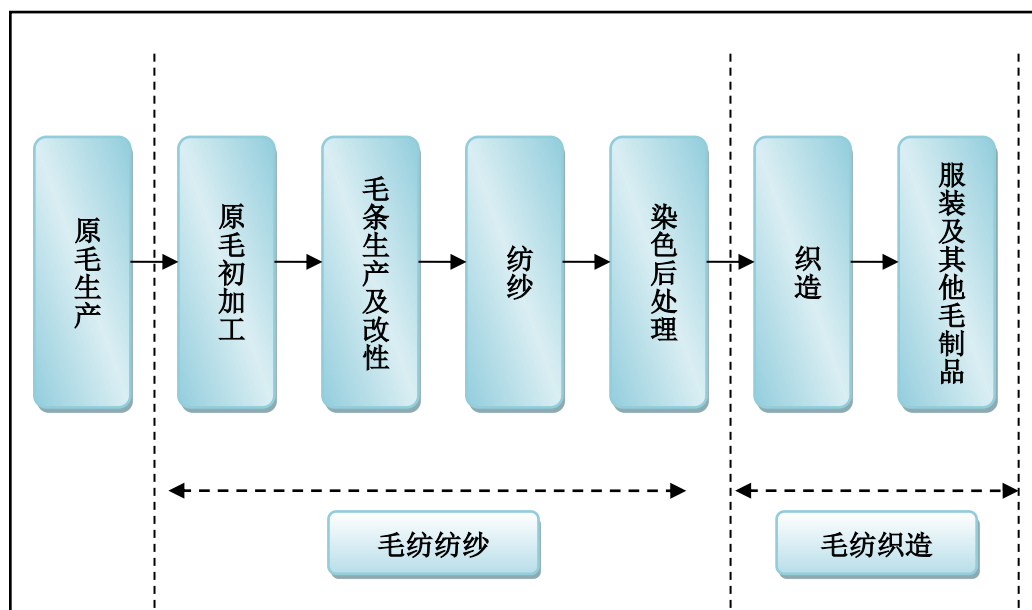 原毛生产
原毛初加工
毛条生产及改性
纺纱
染色后处理
织造
服装及其他毛制品
毛纺纺纱
毛纺织造